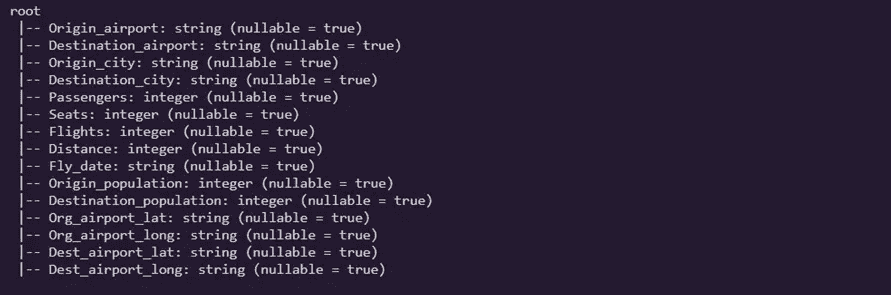 root
 |-- Origin_airport: string (nullable = true)
 |-- Destination_airport: string (nullable = true)
 |-- Origin_city: string (nullable = true)
 |-- Destination_city: string (nullable = true)
 |-- Passengers: integer (nullable = true)
 |-- Seats: integer (nullable = true)
 |-- Flights: integer (nullable = true)
 |-- Distance: integer (nullable = true)
 |-- Fly_date: string (nullable = true)
 |-- Origin_population: integer (nullable = true)
 |-- Destination_population: integer (nullable = true)
 |-- Org_airport_lat: string (nullable = true)
 |-- Org_airport_long: string (nullable = true)
 |-- Dest_airport_lat: string (nullable = true)
 |-- Dest_airport_long: string (nullable = true)